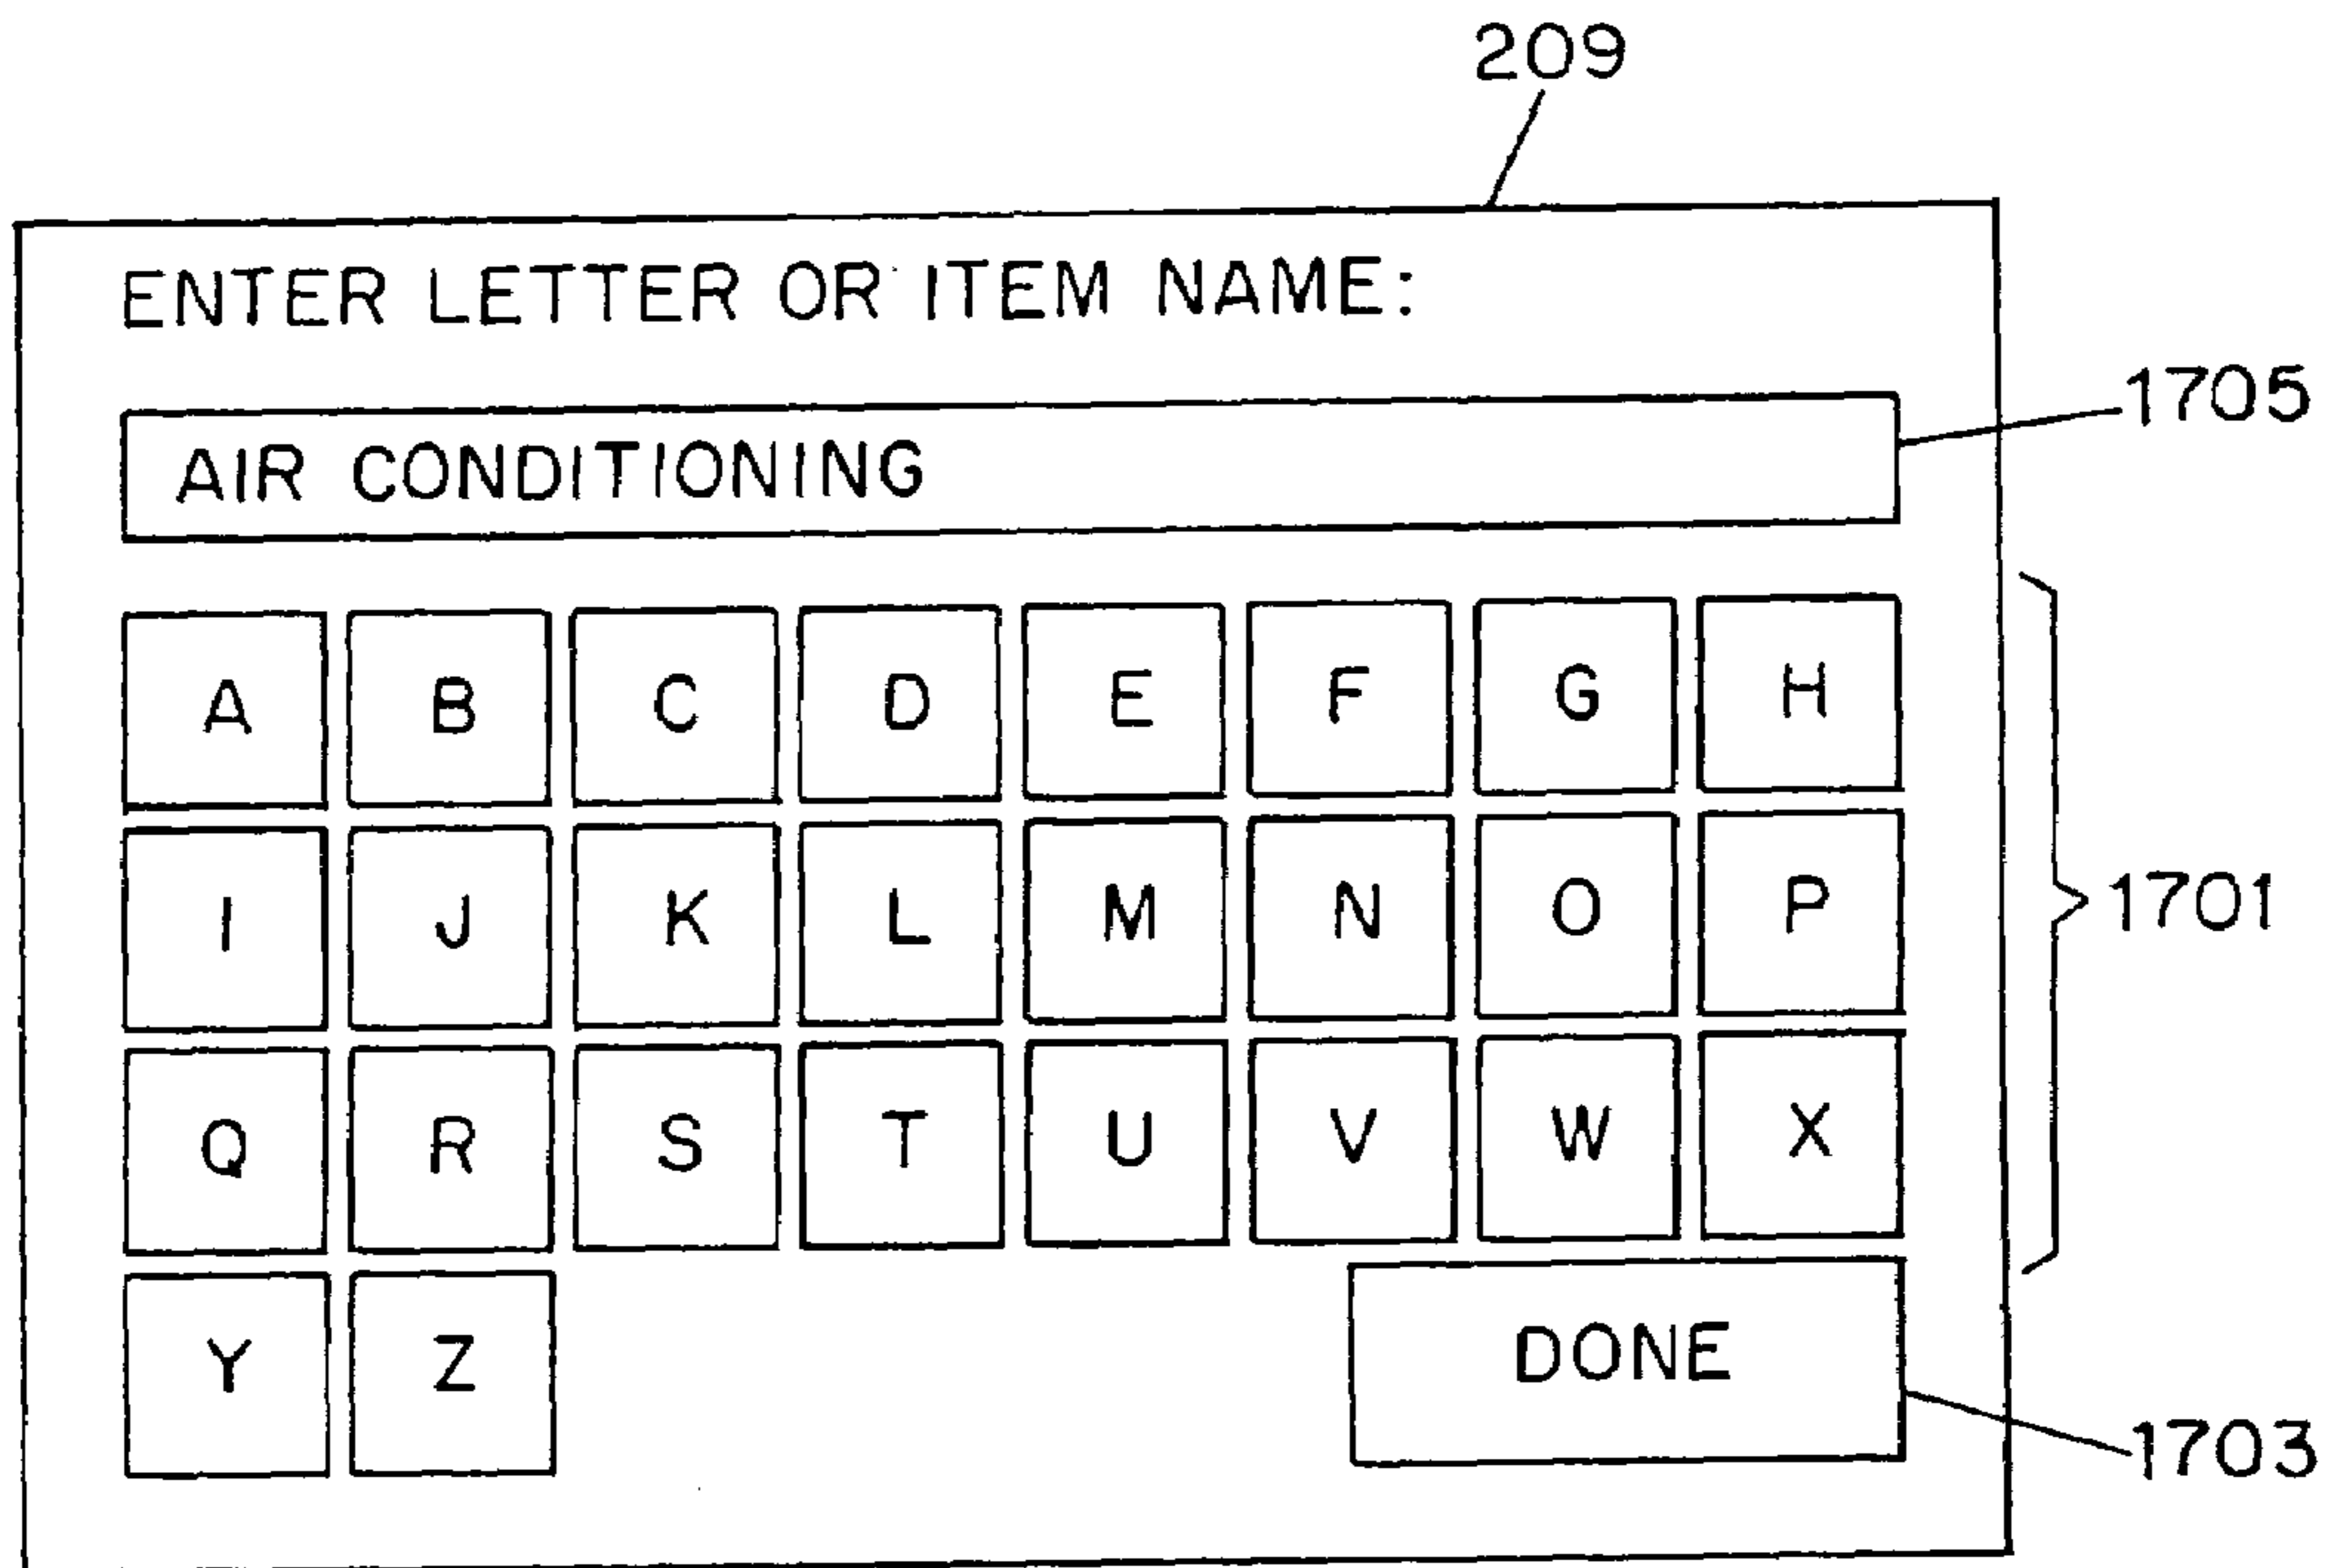 209
ENTER LETTER OR ITEM NAME:
1705
AIR CONDITIONING
A B C D E F G H
I J K L M N O P
1701
Q R S T U V W X
Y Z DONE
1703